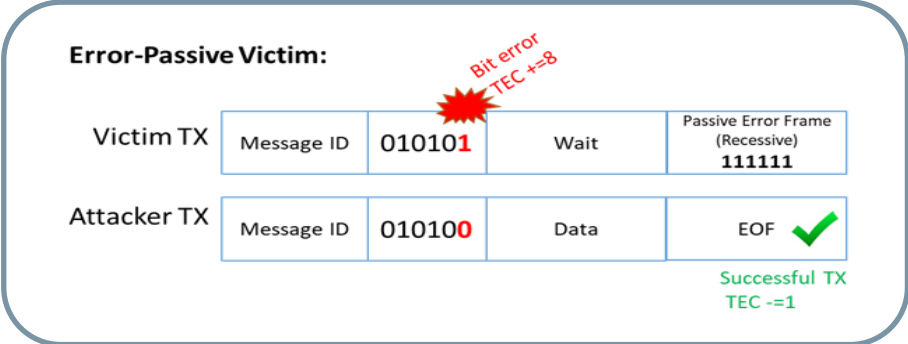 Error-Passive Victim:
Bit error
TEC +=8
Victim TX
Message ID
010101
Wait
Passive Error Frame
(Recessive)
111111
Attacker TX
Message ID
010100
Data
EOF
Successful TX
TEC -=1